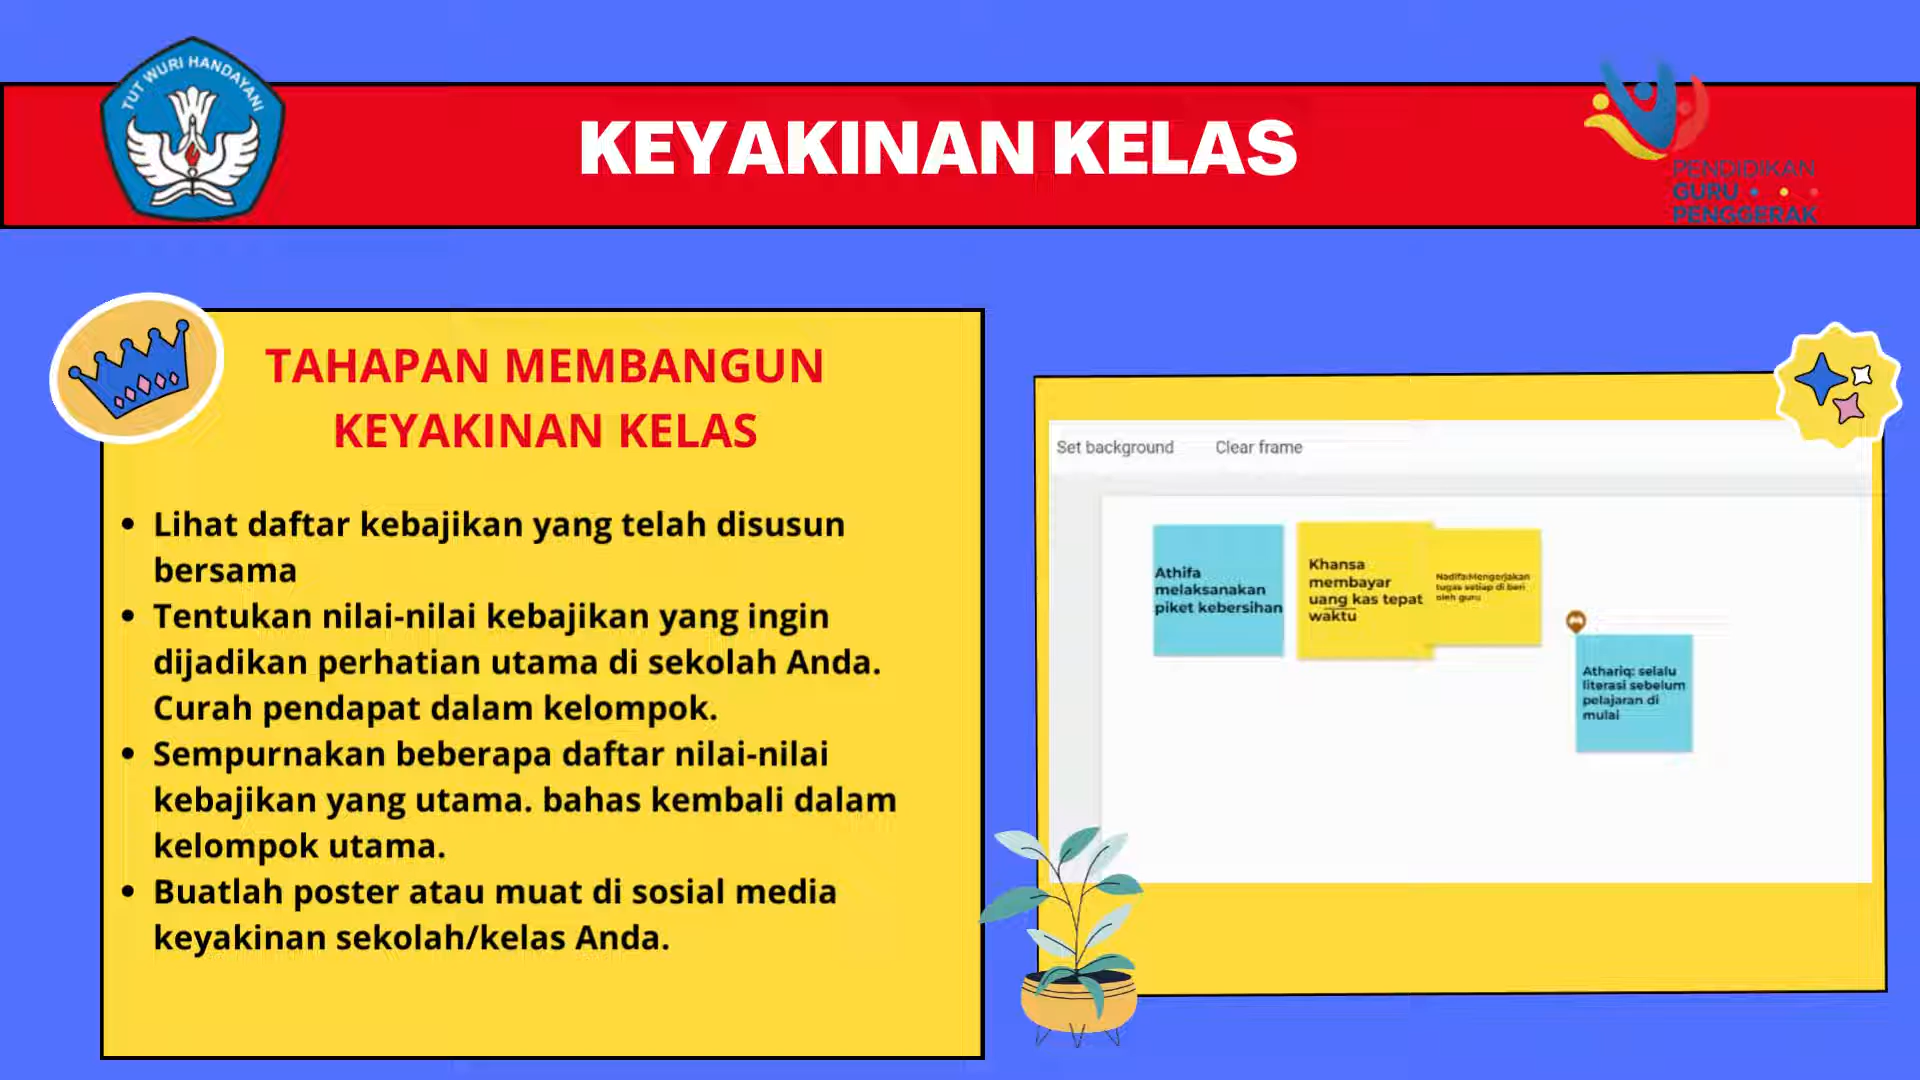 TUT WURI HANDAYANI
KEYAKINAN KELAS
PENDIDIKAN
GURU
PENGGERAK
TAHAPAN MEMBANGUN
KEYAKINAN KELAS
• Lihat daftar kebajikan yang telah disusun
bersama
• Tentukan nilai-nilai kebajikan yang ingin
dijadikan perhatian utama di sekolah Anda.
Curah pendapat dalam kelompok.
• Sempurnakan beberapa daftar nilai-nilai
kebajikan yang utama. bahas kembali dalam
kelompok utama.
• Buatlah poster atau muat di sosial media
keyakinan sekolah/kelas Anda.
Set background Clear frame
Athifa
melaksanakan
piket kebersihan
Khansa
membayar
uang kas tepat
waktu
Nadifa:Mengerjakan
tugas setiap di beri
oleh guru
Athariq: selalu
literasi sebelum
pelajaran di
mulai